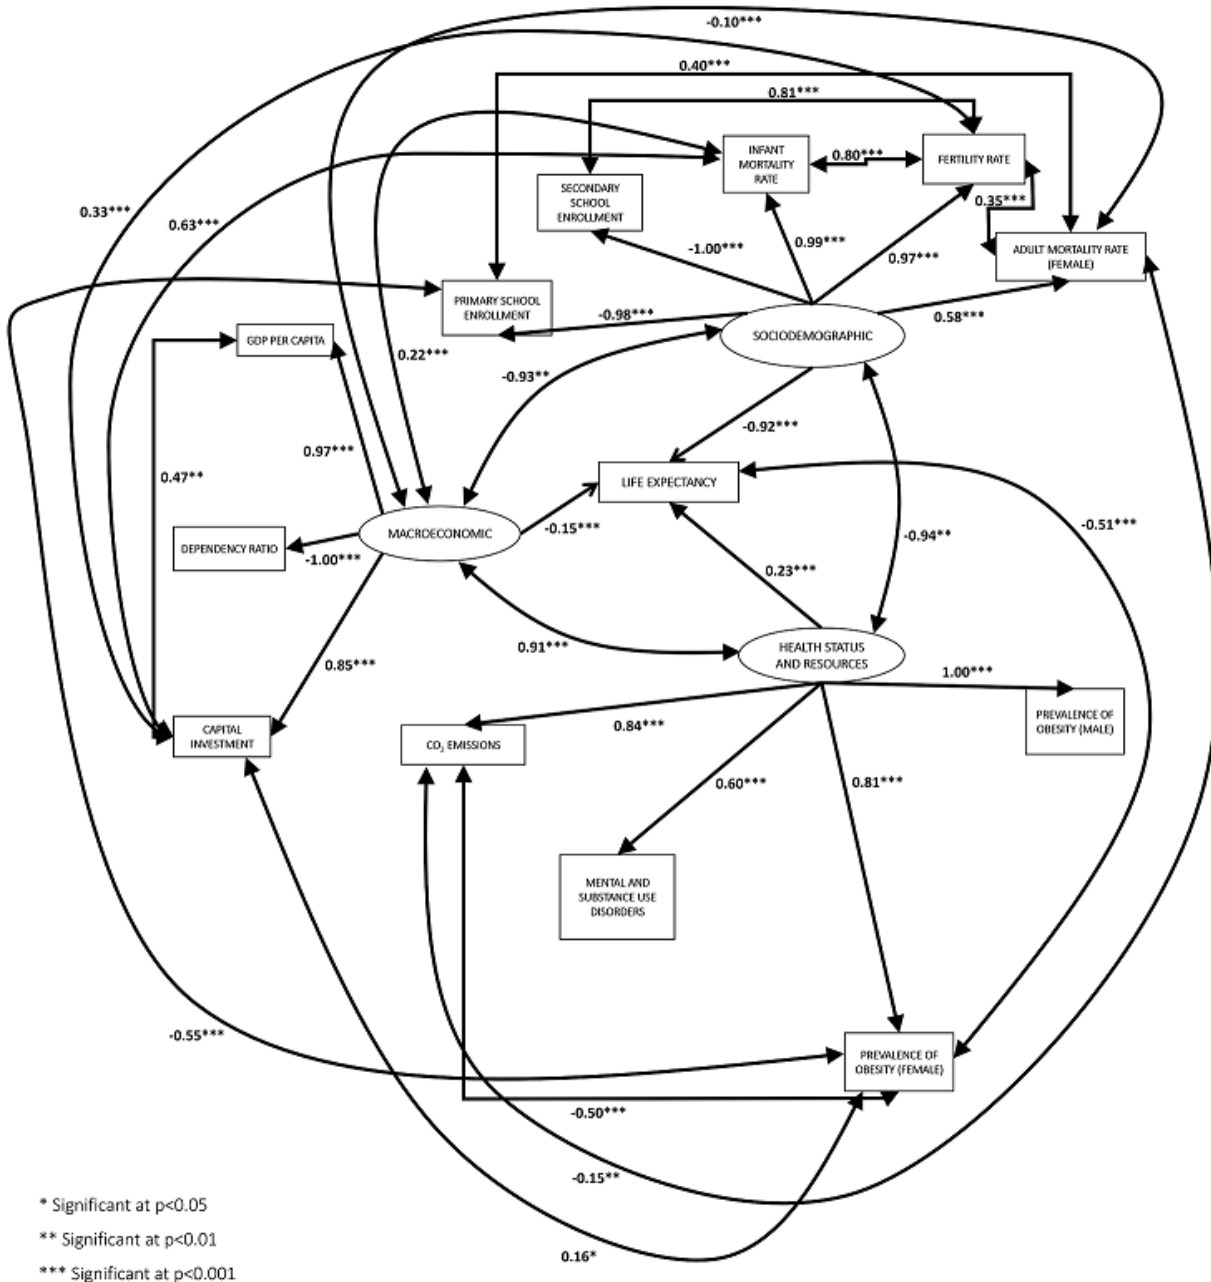 -0.10***
0.40***
0.81***
INFANT
MORTALITY
RATE
0.80***
FERTILITY RATE
SECONDARY
SCHOOL
ENROLLMENT
0.35***
0.33***
0.63***
-1.00***
0.99***
0.97***
ADULT MORTALITY RATE
(FEMALE)
PRIMARY SCHOOL
ENROLLMENT
-0.98***
0.58***
GDP PER CAPITA
SOCIODEMOGRAPHIC
0.22***
-0.93**
-0.92***
0.97***
0.47**
LIFE EXPECTANCY
-0.51***
MACROECONOMIC
-0.15***
-0.94**
DEPENDENCY RATIO
-1.00***
0.23***
0.91***
HEALTH STATUS
AND RESOURCES
0.85***
1.00***
PREVALENCE OF
OBESITY (MALE)
CAPITAL
INVESTMENT
0.84***
CO₂ EMISSIONS
0.60***
0.81***
MENTAL AND
SUBSTANCE USE
DISORDERS
-0.55***
PREVALENCE OF
OBESITY (FEMALE)
-0.50***
-0.15**
0.16*
* Significant at p<0.05
** Significant at p<0.01
*** Significant at p<0.001